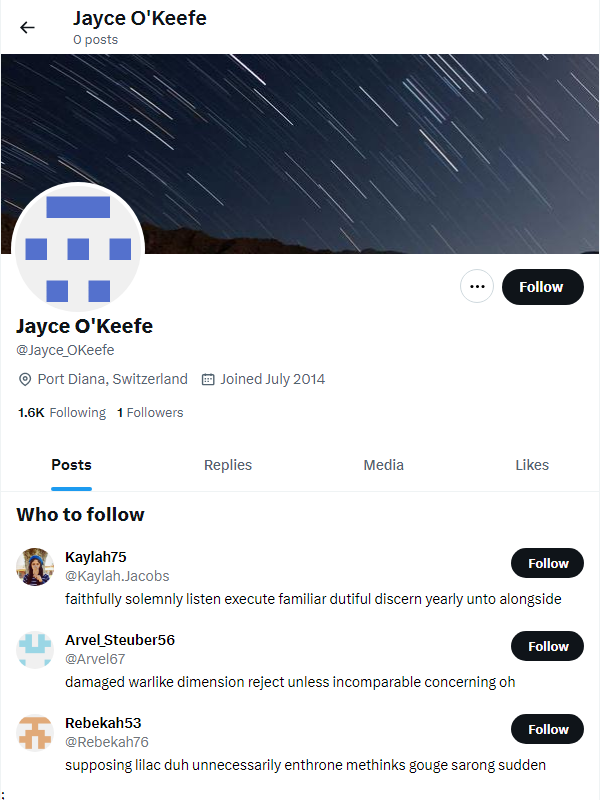 Jayce O'Keefe
0 posts
Follow
Jayce O'Keefe
@Jayce_OKeefe
Port Diana, Switzerland Joined July 2014
1.6K Following 1 Followers
Posts Replies Media Likes
Who to follow
Kaylah75
@Kaylah.Jacobs
Follow
faithfully solemnly listen execute familiar dutiful discern yearly unto alongside
Arvel_Steuber56
@Arvel67
Follow
damaged warlike dimension reject unless incomparable concerning oh
Rebekah53
@Rebekah76
Follow
supposing lilac duh unnecessarily enthrone methinks gouge sarong sudden
;